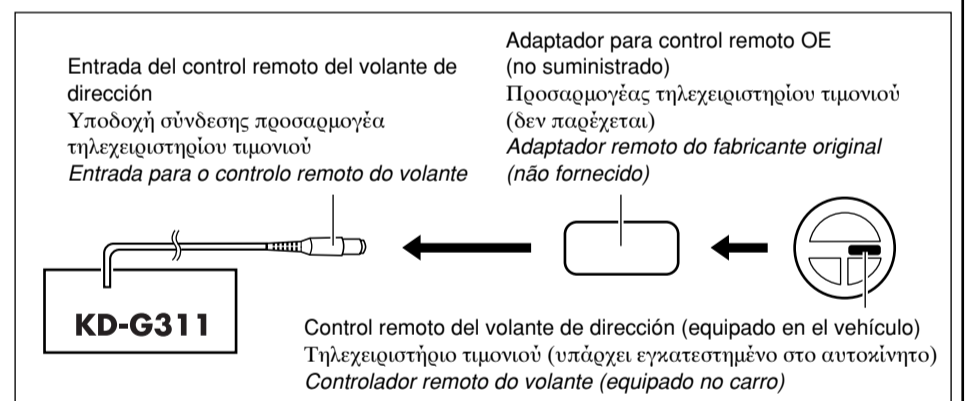 Entrada del control remoto del volante de
dirección
Υποδοχή σύνδεσης προσαρμογέα
τηλεχειριστηρίου τιμονιού
Entrada para o controlo remoto do volante
Adaptador para control remoto OE
(no suministrado)
Προσαρμογέας τηλεχειριστηρίου τιμονιού
(δεν παρέχεται)
Adaptador remoto do fabricante original
(não fornecido)
KD-G311
Control remoto del volante de dirección (equipado en el vehículo)
Τηλεχειριστήριο τιμονιού (υπάρχει εγκατεστημένο στο αυτοκίνητο)
Controlador remoto do volante (equipado no carro)